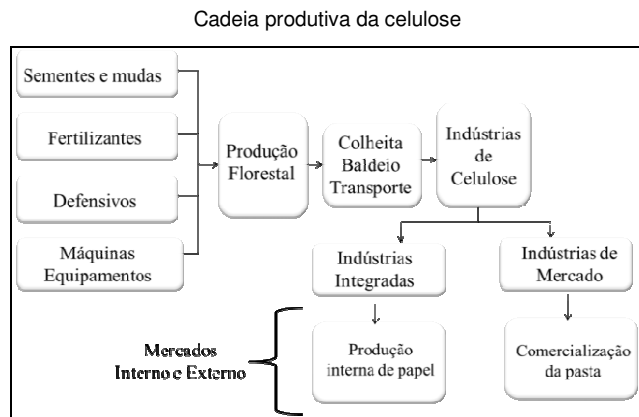 Cadeia produtiva da celulose
Sementes e mudas
Fertilizantes
Defensivos
Máquinas
Equipamentos
Produção
Florestal
Colheita
Baldeio
Transporte
Indústrias
de
Celulose
Indústrias
Integradas
Indústrias de
Mercado
Mercados
Interno e Externo
Produção
interna de papel
Comercialização
da pasta